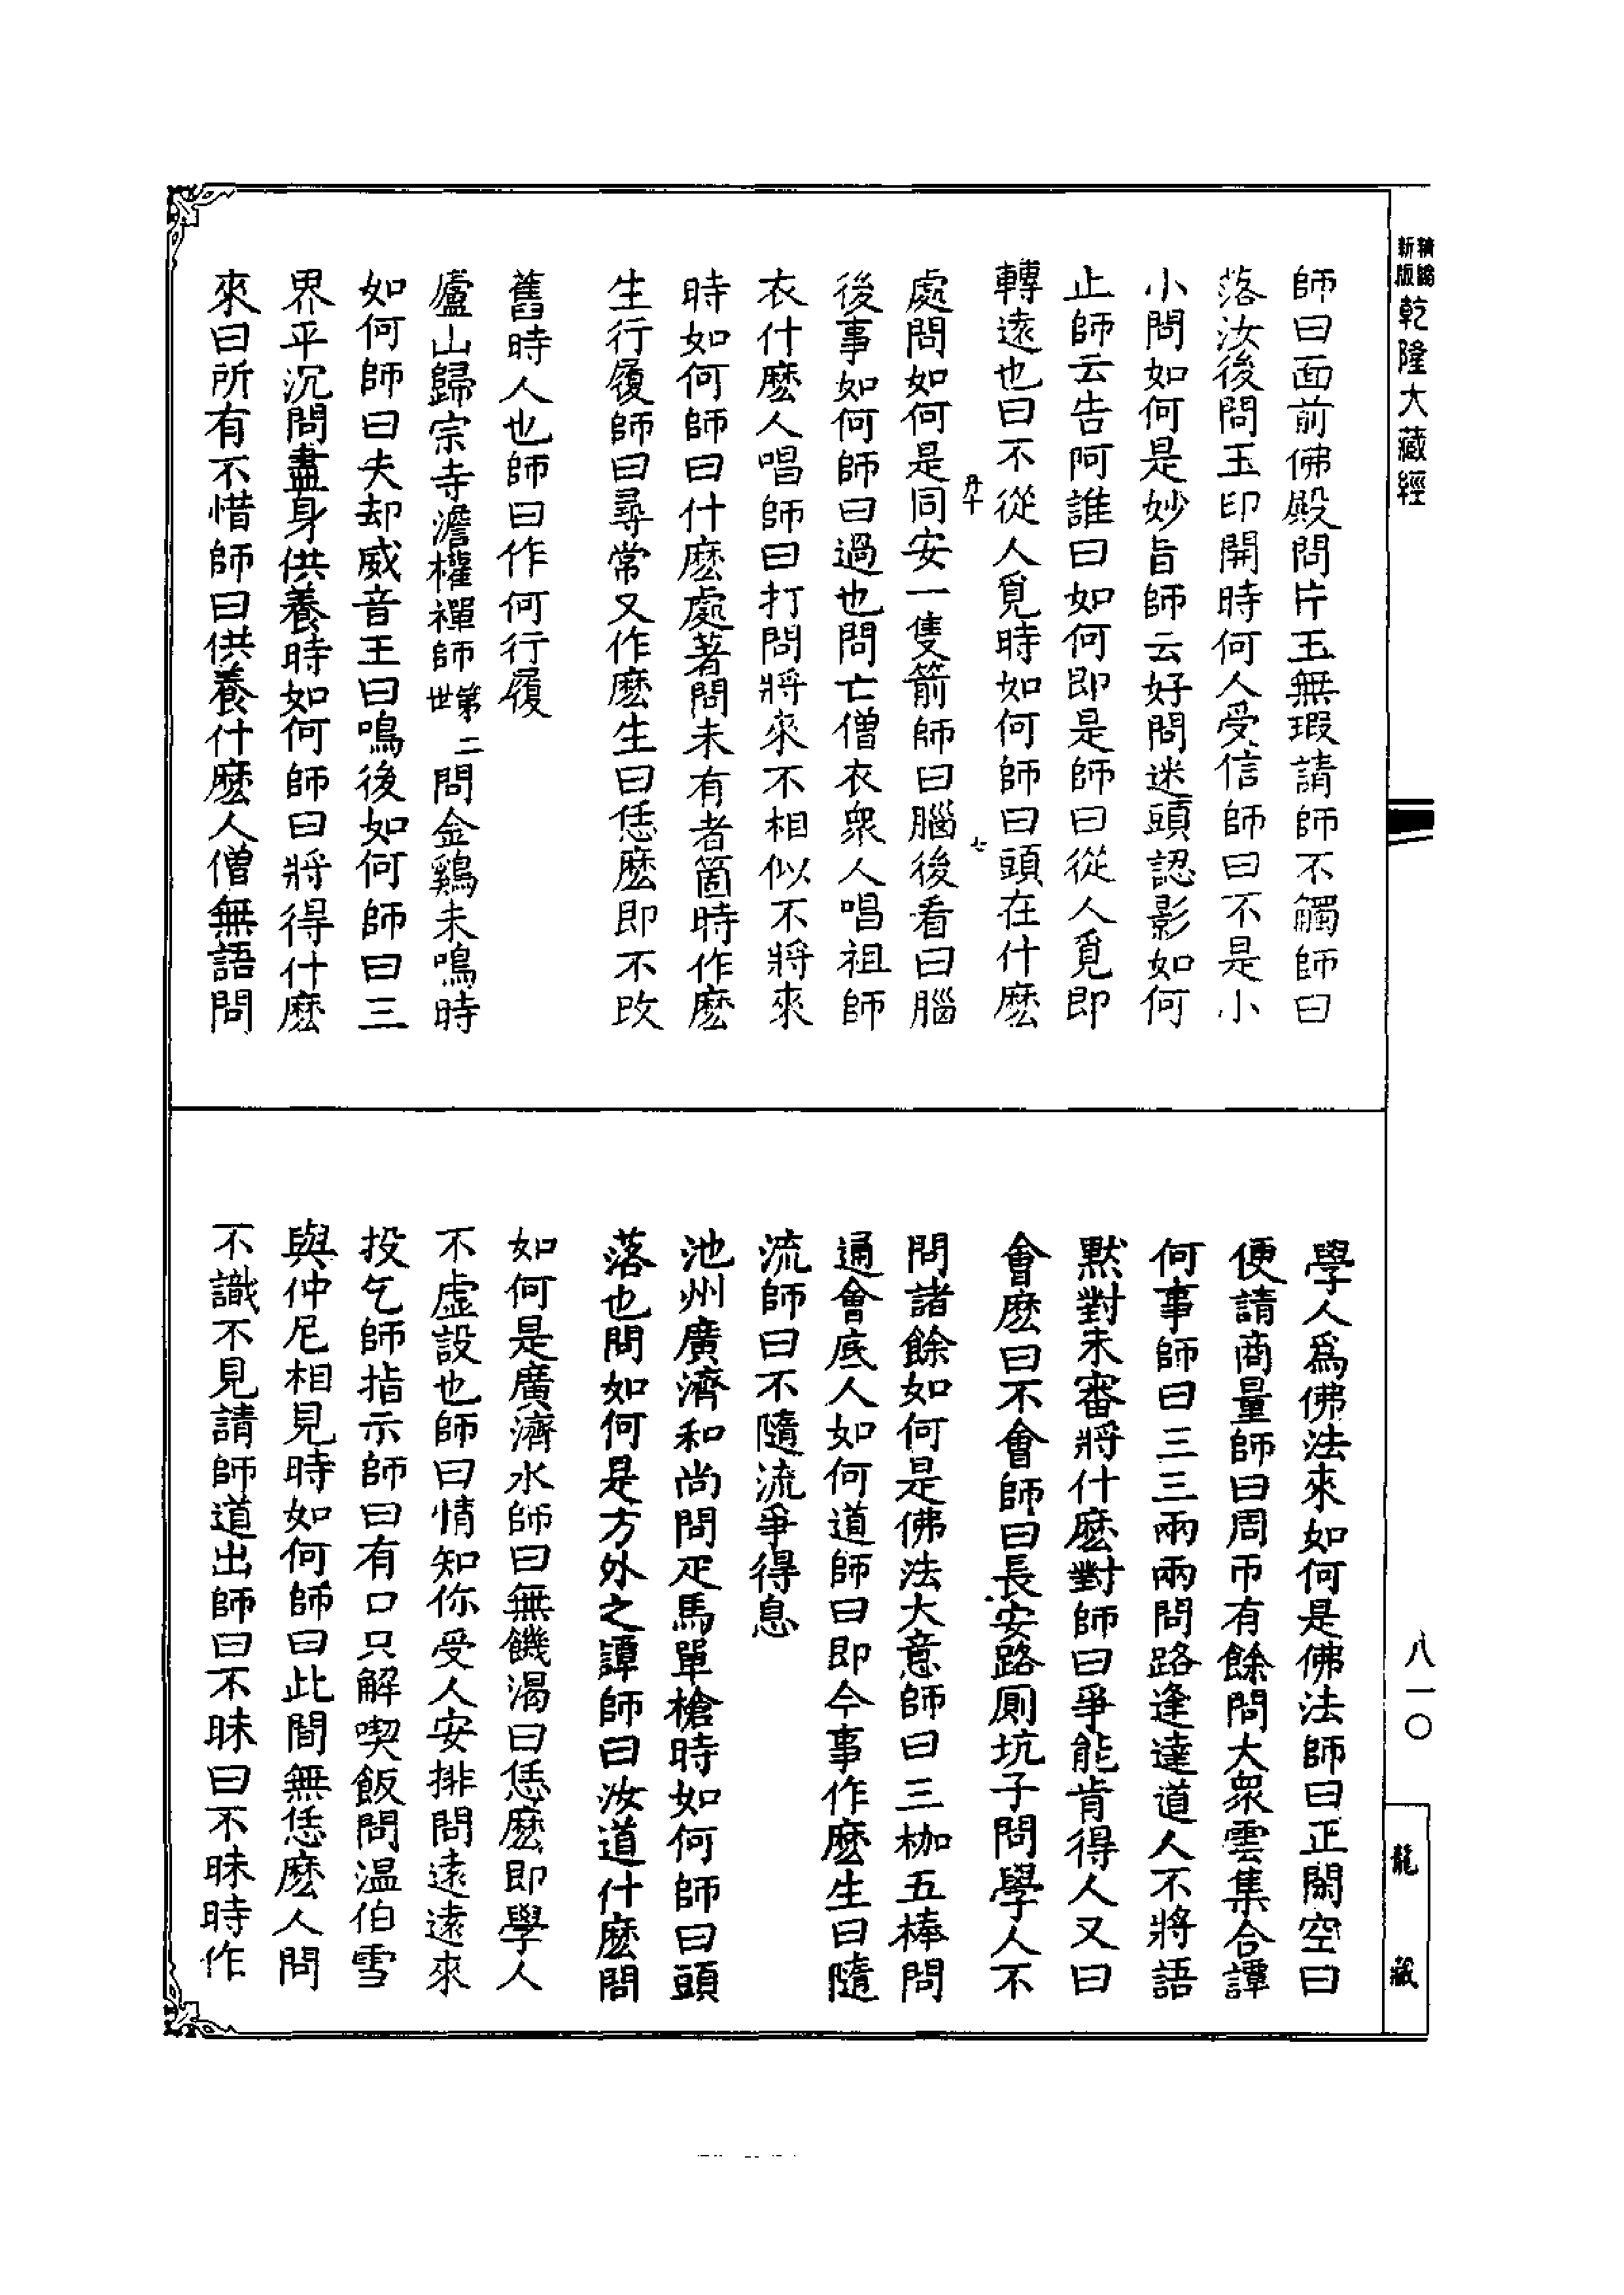 精繪
新版
乾隆大藏經
師曰面前佛殿問片玉無瑕請師不觸師曰
落汝後問玉印開時何人受信師曰不是小
小問如何是妙旨師云好問迷頭認影如何
止師云告阿誰曰如何即是師曰從人覓即
轉遠也曰不從人覓時如何師曰頭在什麽
丹十
七
處問如何是同安一隻箭師曰腦後看曰腦
後事如何師曰過也問亡僧衣衆人唱祖師
衣什麽人唱師曰打問將來不相似不將來
時如何師曰什麽處著問未有者箇時作麽
生行履師曰尋常又作麽生曰恁麽即不改
舊時人也師曰作何行履
廬山歸宗寺澹權禪師第二世問金鷄未鳴時
如何師曰失却威音王曰鳴後如何師曰三
界平沉問盡身供養時如何師曰將得什麽
來曰所有不惜師曰供養什麽人僧無語問
學人爲佛法來如何是佛法師曰正閙空曰
便請商量師曰周帀有餘問大衆雲集合譚
何事師曰三三兩兩問路逢達道人不將語
默對未審將什麽對師曰爭能肯得人又曰
會麽曰不會師曰長安路厠坑子問學人不
問諸餘如何是佛法大意師曰三枷五棒問
通會底人如何道師曰即今事作麽生曰隨
流師曰不隨流爭得息
池州廣濟和尚問疋馬單槍時如何師曰頭
落也問如何是方外之譚師曰汝道什麽問
如何是廣濟水師曰無饑渴曰恁麽即學人
不虛設也師曰情知你受人安排問遠遠來
投乞師指示師曰有口只解喫飯問温伯雪
與仲尼相見時如何師曰此間無恁麽人問
不識不見請師道出師曰不昧曰不昧時作
八一〇
龍藏